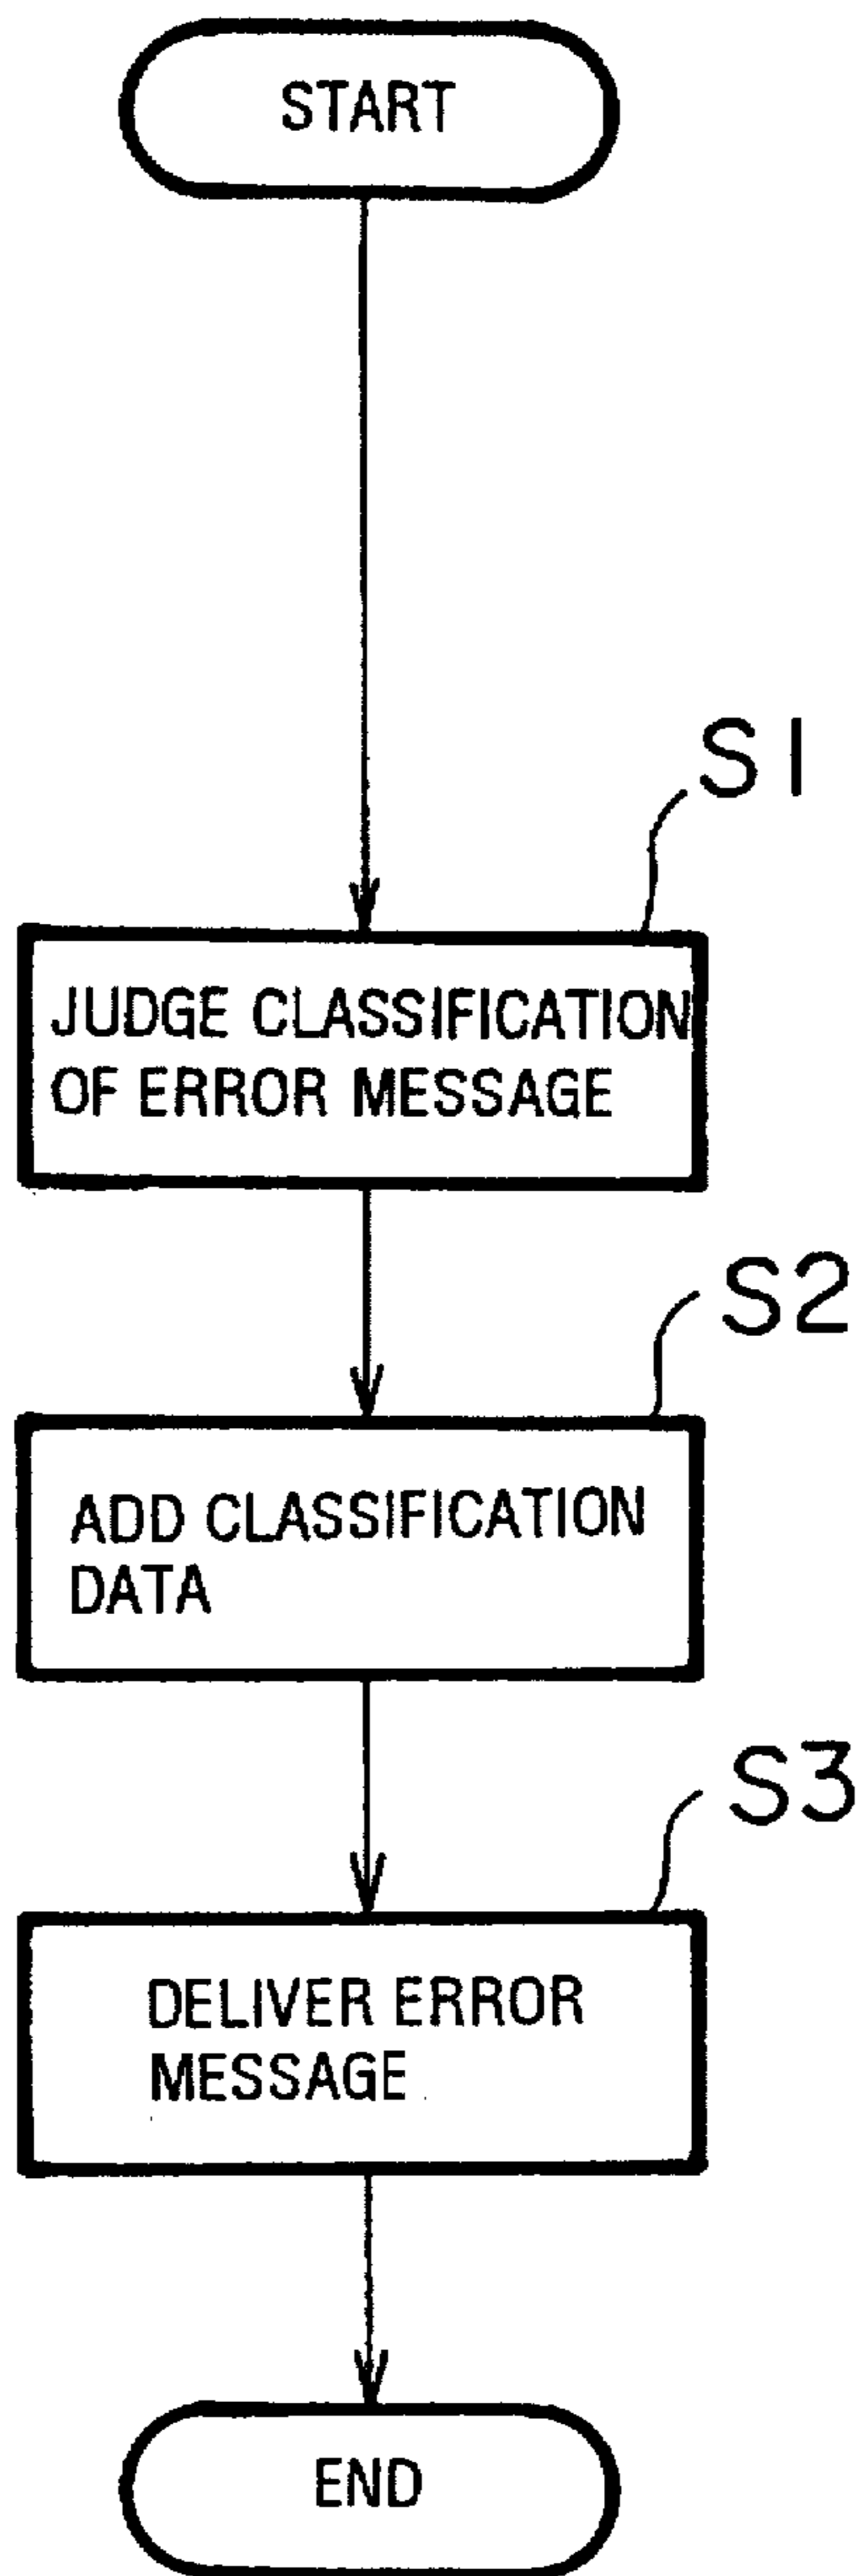 START
S1
JUDGE CLASSIFICATION
OF ERROR MESSAGE
S2
ADD CLASSIFICATION
DATA
S3
DELIVER ERROR
MESSAGE
END